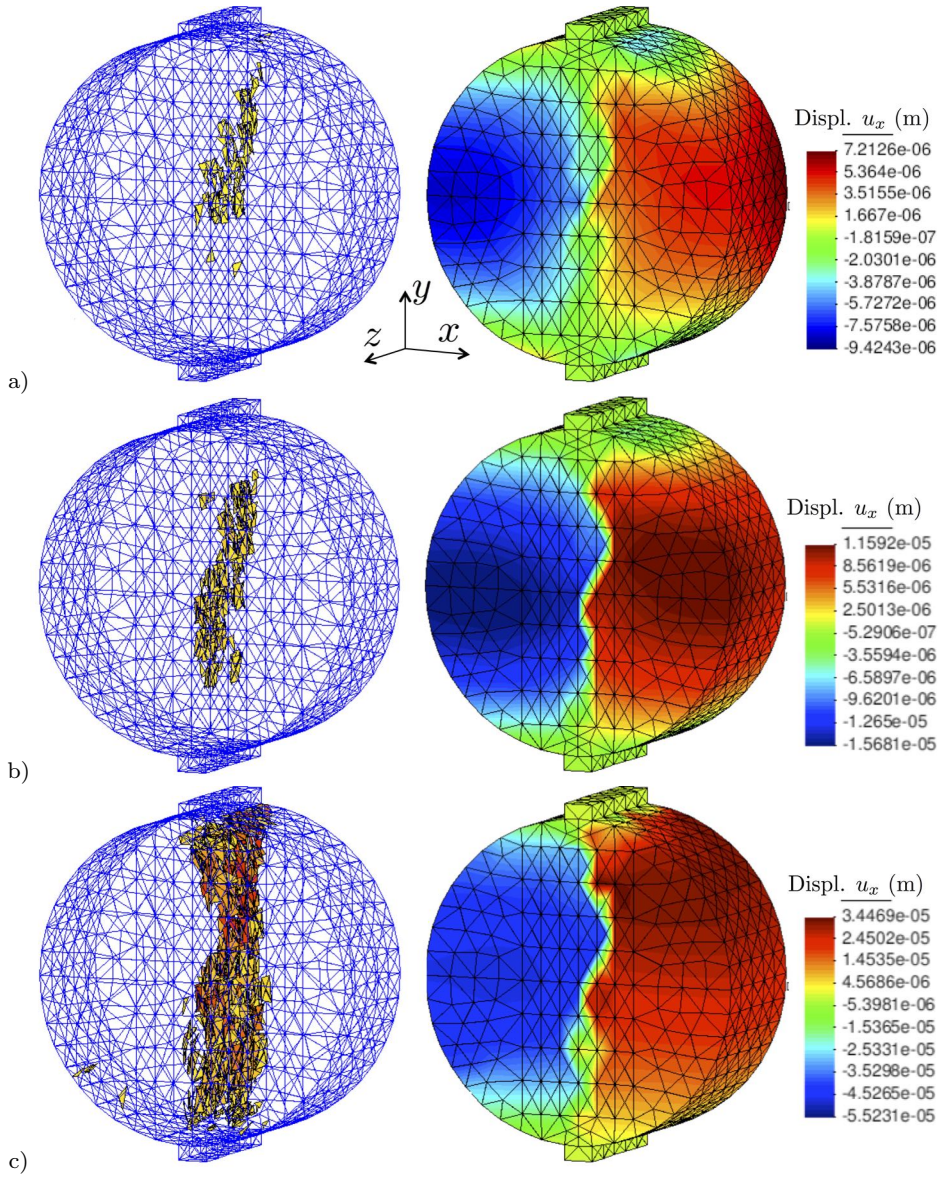 Displ. u_x (m)
7.2126e-06
5.364e-06
3.5155e-06
1.667e-06
-1.8159e-07
-2.0301e-06
-3.8787e-06
-5.7272e-06
-7.5758e-06
-9.4243e-06
y
z
x
a)
Displ. u_x (m)
1.1592e-05
8.5619e-06
5.5316e-06
2.5013e-06
-5.2906e-07
-3.5594e-06
-6.5897e-06
-9.6201e-06
-1.265e-05
-1.5681e-05
b)
Displ. u_x (m)
3.4469e-05
2.4502e-05
1.4535e-05
4.5686e-06
-5.3981e-06
-1.5365e-05
-2.5331e-05
-3.5298e-05
-4.5265e-05
-5.5231e-05
c)